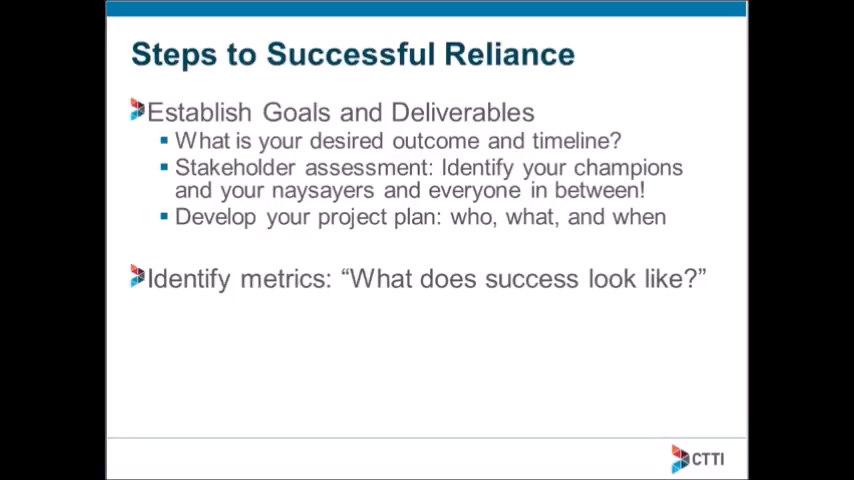 Steps to Successful Reliance
Establish Goals and Deliverables
What is your desired outcome and timeline?
Stakeholder assessment: Identify your champions
and your naysayers and everyone in between!
Develop your project plan: who, what, and when
Identify metrics: “What does success look like?”
CTTI